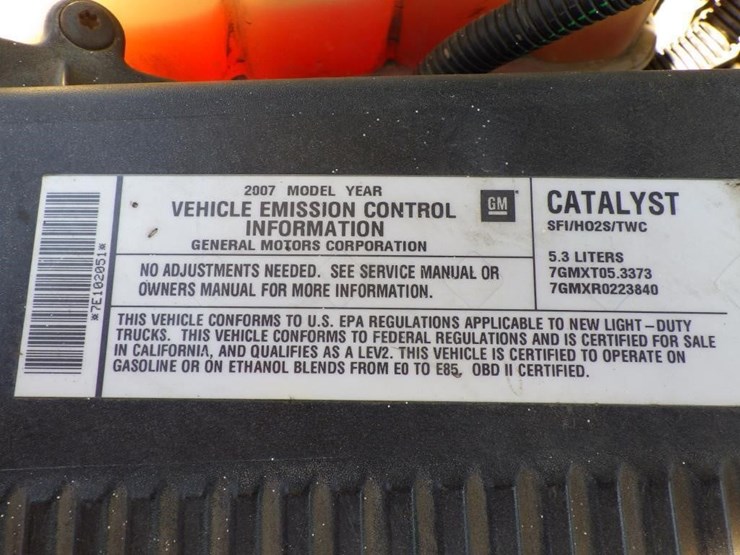 *7E102051*
2007 MODEL YEAR
VEHICLE EMISSION CONTROL
INFORMATION
GENERAL MOTORS CORPORATION
GM
CATALYST
SFI/HO2S/TWC
5.3 LITERS
7GMXT05.3373
7GMXR0223840
NO ADJUSTMENTS NEEDED. SEE SERVICE MANUAL OR
OWNERS MANUAL FOR MORE INFORMATION.
THIS VEHICLE CONFORMS TO U.S. EPA REGULATIONS APPLICABLE TO NEW LIGHT-DUTY
TRUCKS. THIS VEHICLE CONFORMS TO FEDERAL REGULATIONS AND IS CERTIFIED FOR SALE
IN CALIFORNIA, AND QUALIFIES AS A LEV2. THIS VEHICLE IS CERTIFIED TO OPERATE ON
GASOLINE OR ON ETHANOL BLENDS FROM E0 TO E85. OBD II CERTIFIED.